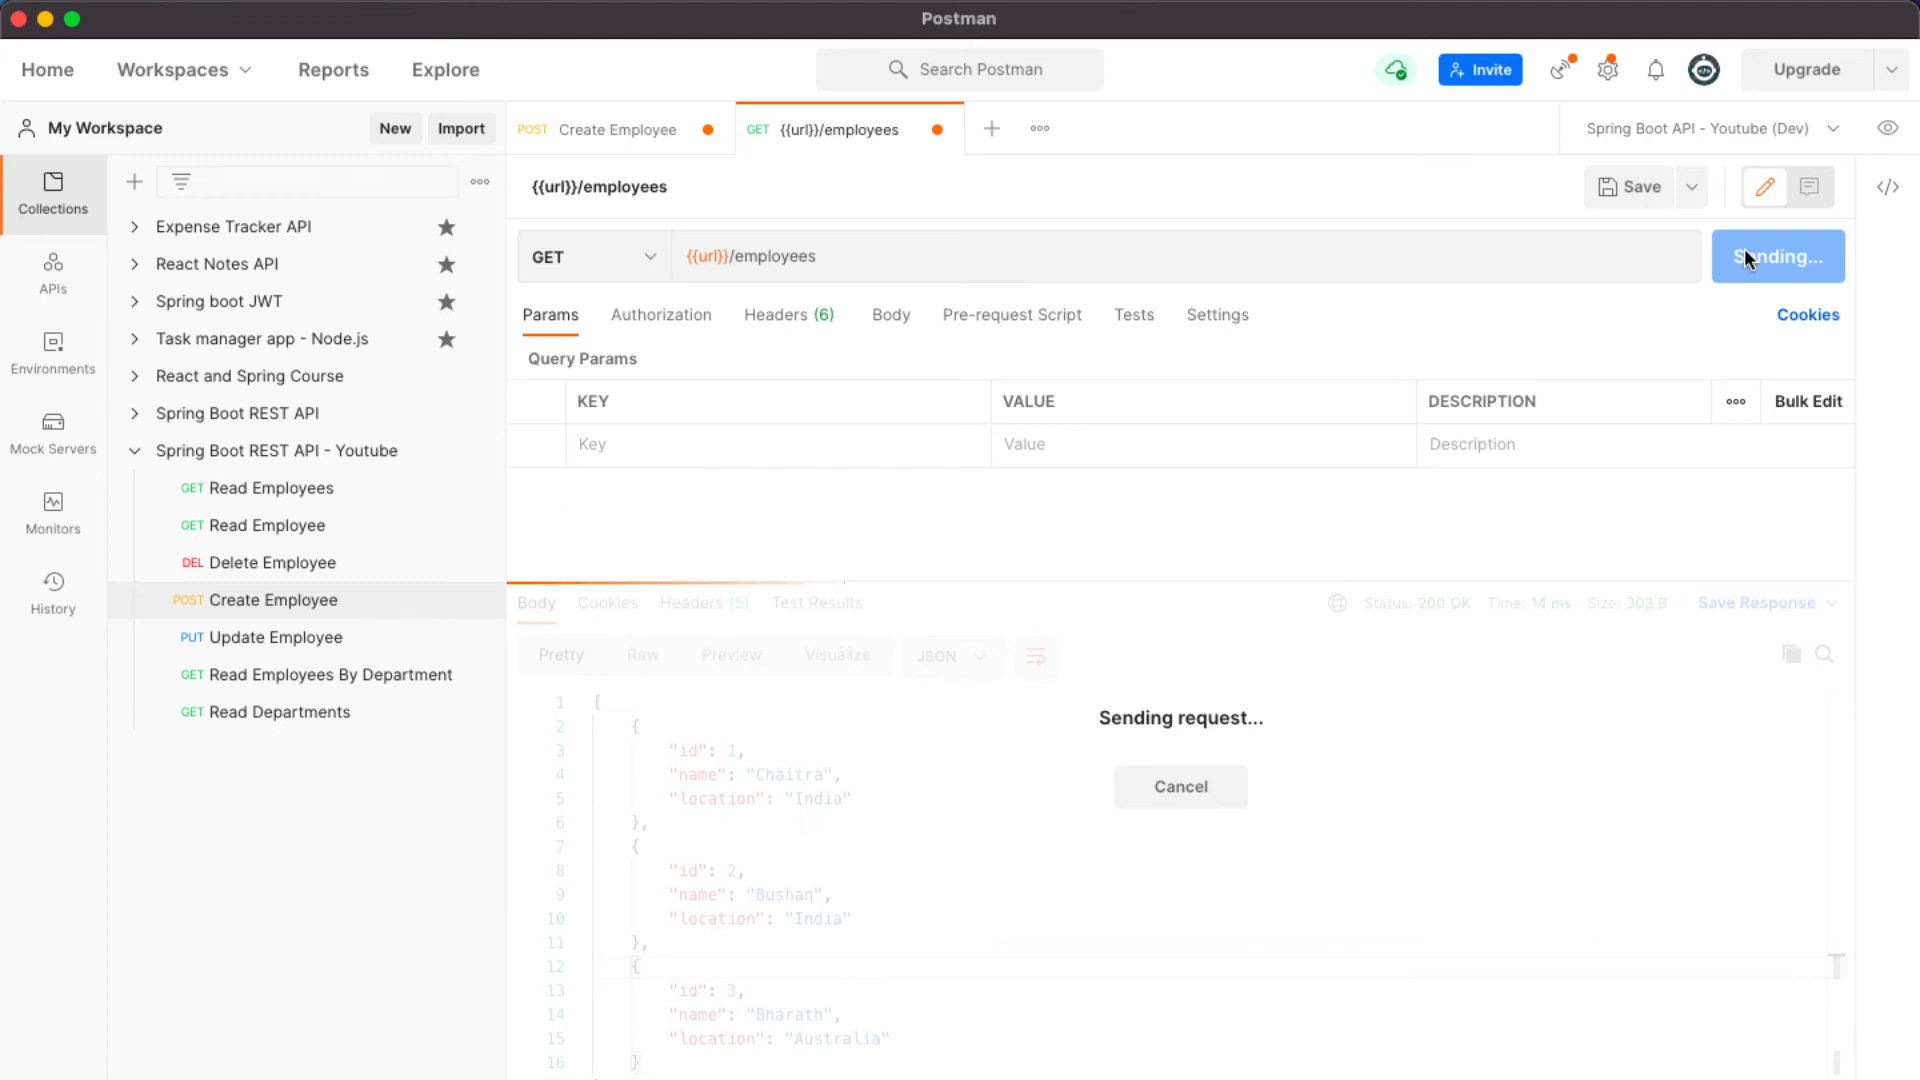 Postman
Home Workspaces Reports Explore
Search Postman
Invite
Upgrade
My Workspace
New
Import
POST Create Employee
GET {{url}}/employees
Spring Boot API - Youtube (Dev)
Collections
APIs
Environments
Mock Servers
Monitors
History
Expense Tracker API
React Notes API
Spring boot JWT
Task manager app - Node.js
React and Spring Course
Spring Boot REST API
Spring Boot REST API - Youtube
GET Read Employees
GET Read Employee
DEL Delete Employee
POST Create Employee
PUT Update Employee
GET Read Employees By Department
GET Read Departments
{{url}}/employees
Save
GET
{{url}}/employees
Sending...
Params Authorization Headers (6) Body Pre-request Script Tests Settings Cookies
Query Params
KEY VALUE DESCRIPTION Bulk Edit
Key Value Description
Body Cookies Headers (5) Test Results Status: 200 OK Time: 14 ms Size: 303 B Save Response
Pretty Raw Preview Visualize JSON
Sending request...
Cancel
1 [
2 {
3 "id": 1,
4 "name": "Chaitra",
5 "location": "India"
6 },
7 {
8 "id": 2,
9 "name": "Bushan",
10 "location": "India"
11 },
12 {
13 "id": 3,
14 "name": "Bharath",
15 "location": "Australia"
16 }